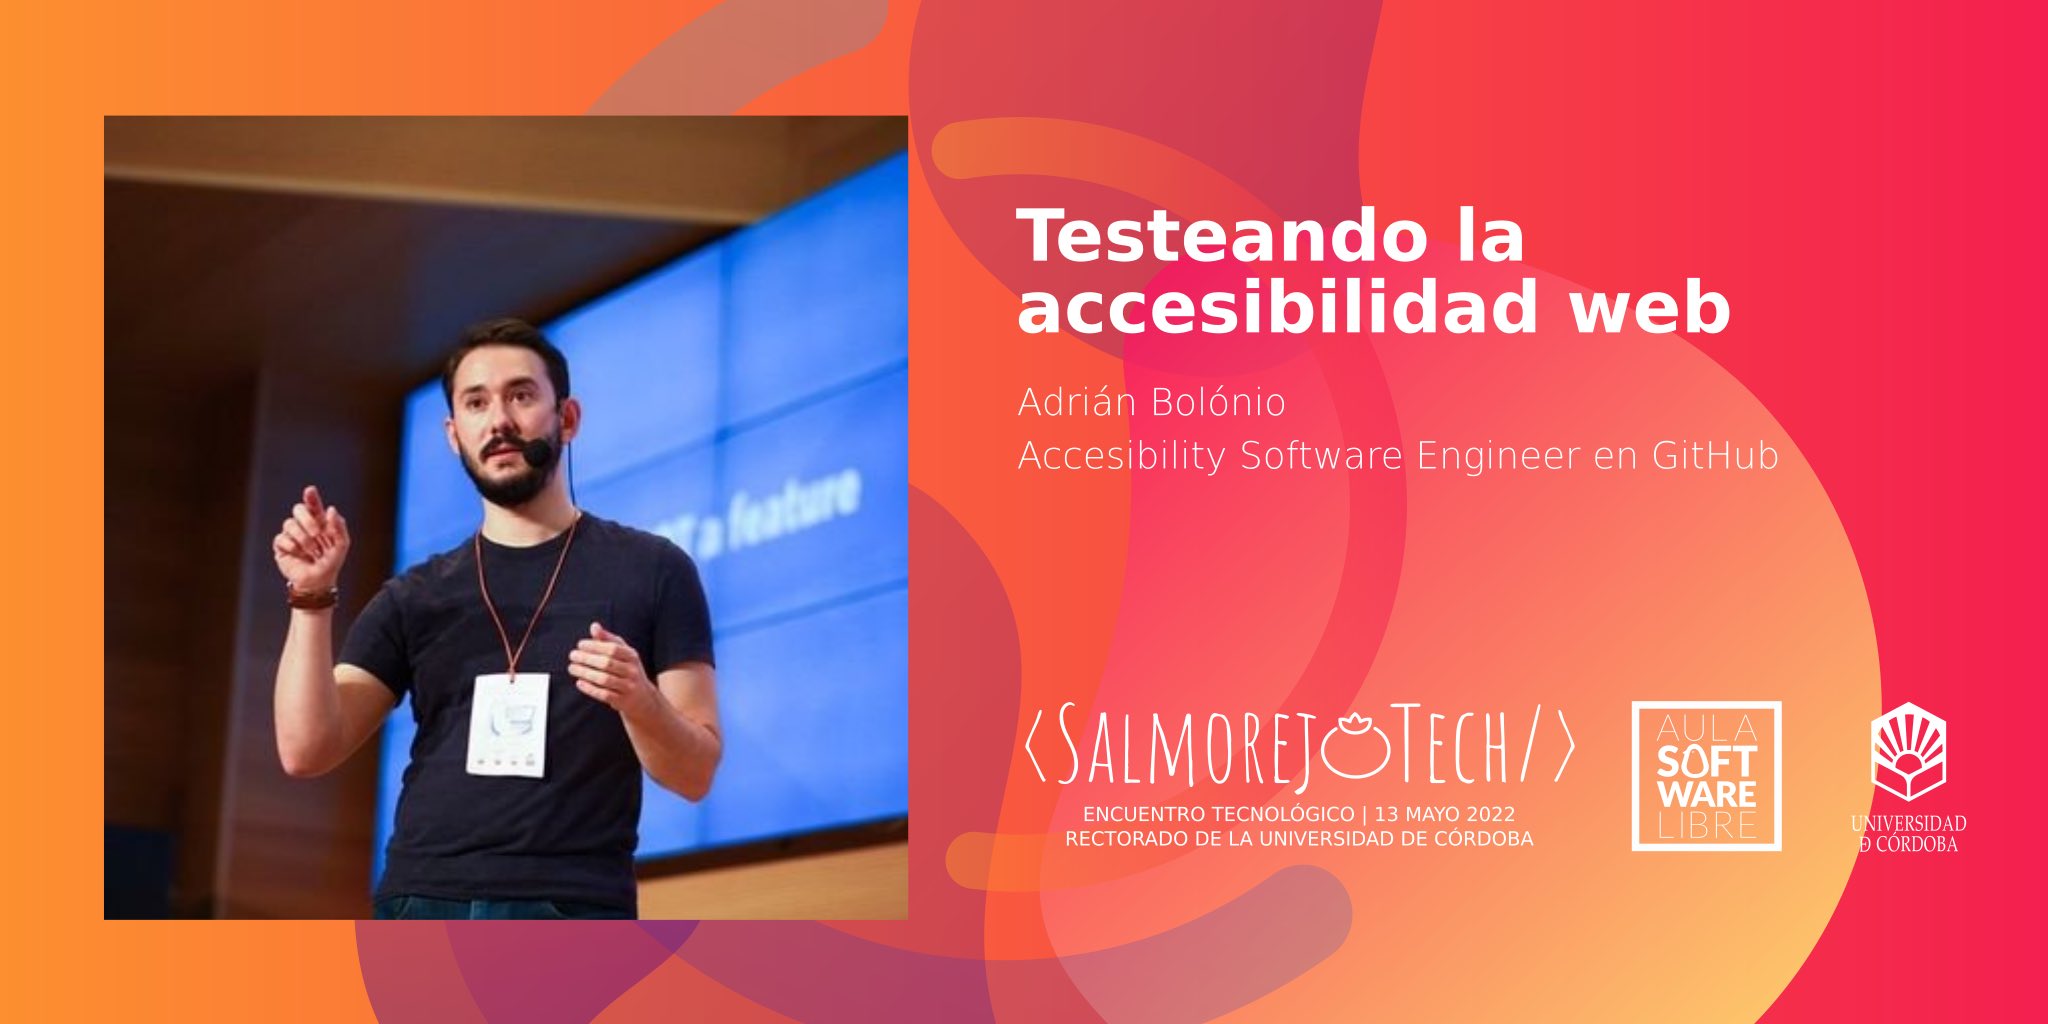 T a feature
Testeando la
accesibilidad web
Adrián Bolónio
Accesibility Software Engineer en GitHub
<SALMOREJOTECH/>
ENCUENTRO TECNOLÓGICO | 13 MAYO 2022
RECTORADO DE LA UNIVERSIDAD DE CÓRDOBA
AULA
SOFT
WARE
LIBRE
UNIVERSIDAD
D CÓRDOBA